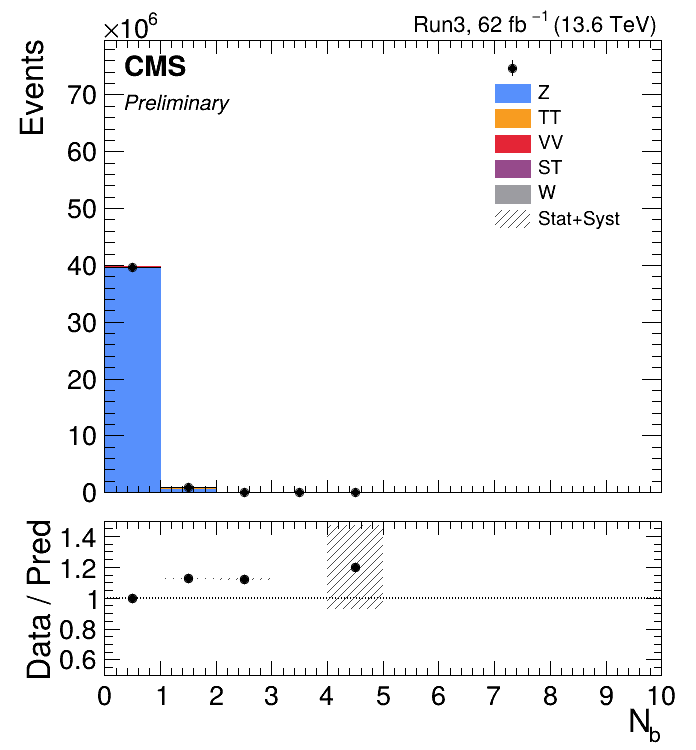 ×10⁶
Run3, 62 fb⁻¹ (13.6 TeV)
Events
CMS
Preliminary
Z
TT
VV
ST
W
Stat+Syst
70
60
50
40
30
20
10
0
Data / Pred
1.4
1.2
1
0.8
0.6
0 1 2 3 4 5 6 7 8 9 10
N_b